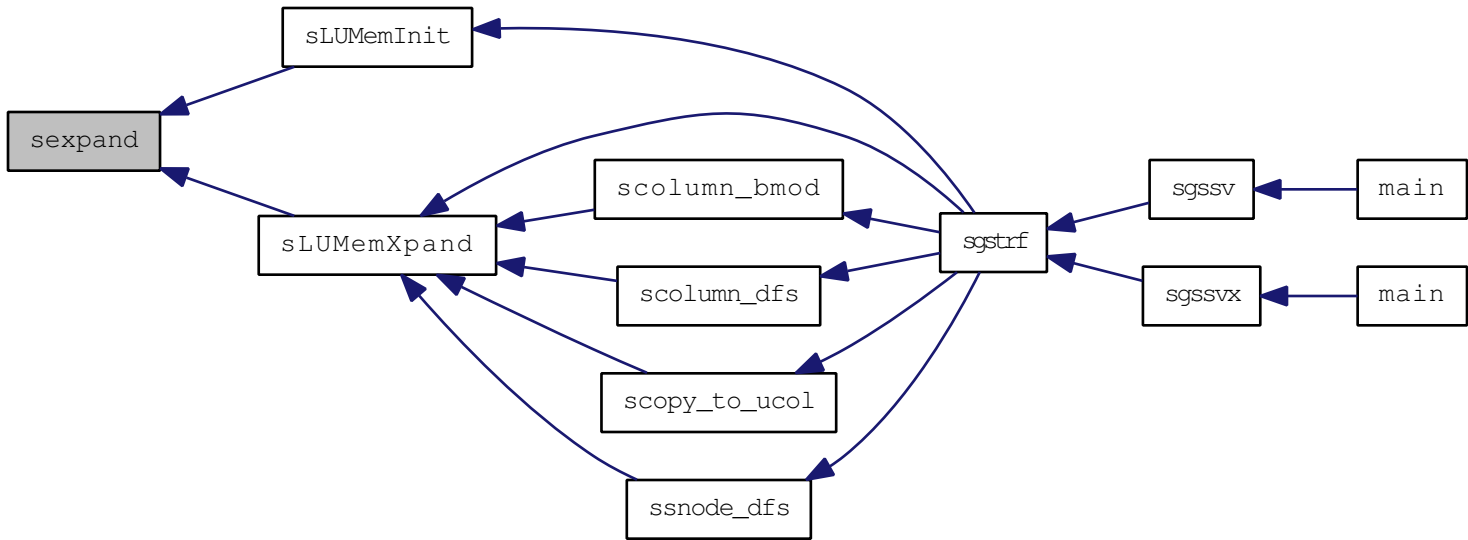 sLUMemInit
sexpand
scolumn_bmod
sgssv
main
sLUMemXpand
sgstrf
scolumn_dfs
sgssvx
main
scopy_to_ucol
ssnode_dfs